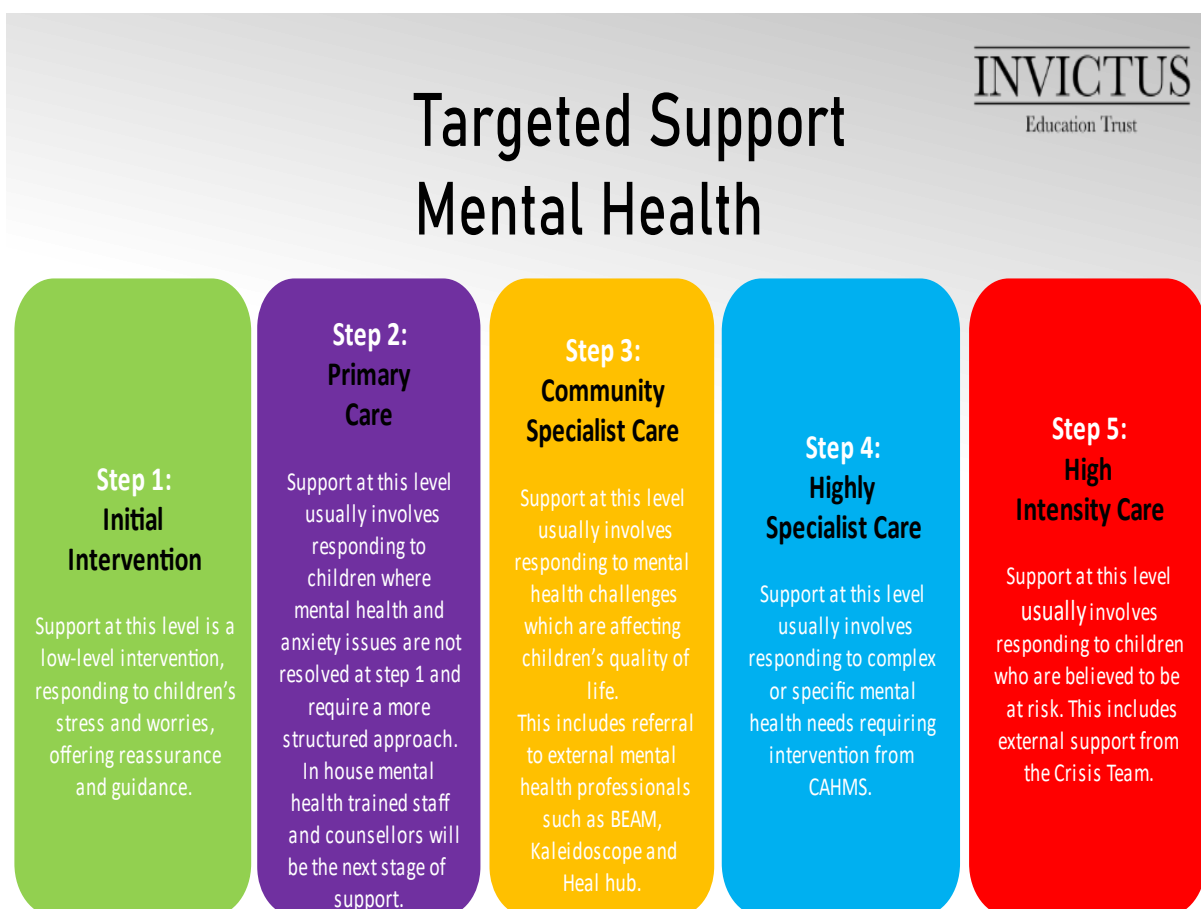 INVICTUS
Education Trust
Targeted Support
Mental Health
Step 1:
Initial
Intervention
Support at this level is a
low-level intervention,
responding to children’s
stress and worries,
offering reassurance
and guidance.
Step 2:
Primary
Care
Support at this level
usually involves
responding to
children where
mental health and
anxiety issues are not
resolved at step 1 and
require a more
structured approach.
In house mental
health trained staff
and counsellors will
be the next stage of
support.
Step 3:
Community
Specialist Care
Support at this level
usually involves
responding to mental
health challenges
which are affecting
children’s quality of
life.
This includes referral
to external mental
health professionals
such as BEAM,
Kaleidoscope and
Heal hub.
Step 4:
Highly
Specialist Care
Support at this level
usually involves
responding to complex
or specific mental
health needs requiring
intervention from
CAHMS.
Step 5:
High
Intensity Care
Support at this level
usually involves
responding to children
who are believed to be
at risk. This includes
external support from
the Crisis Team.